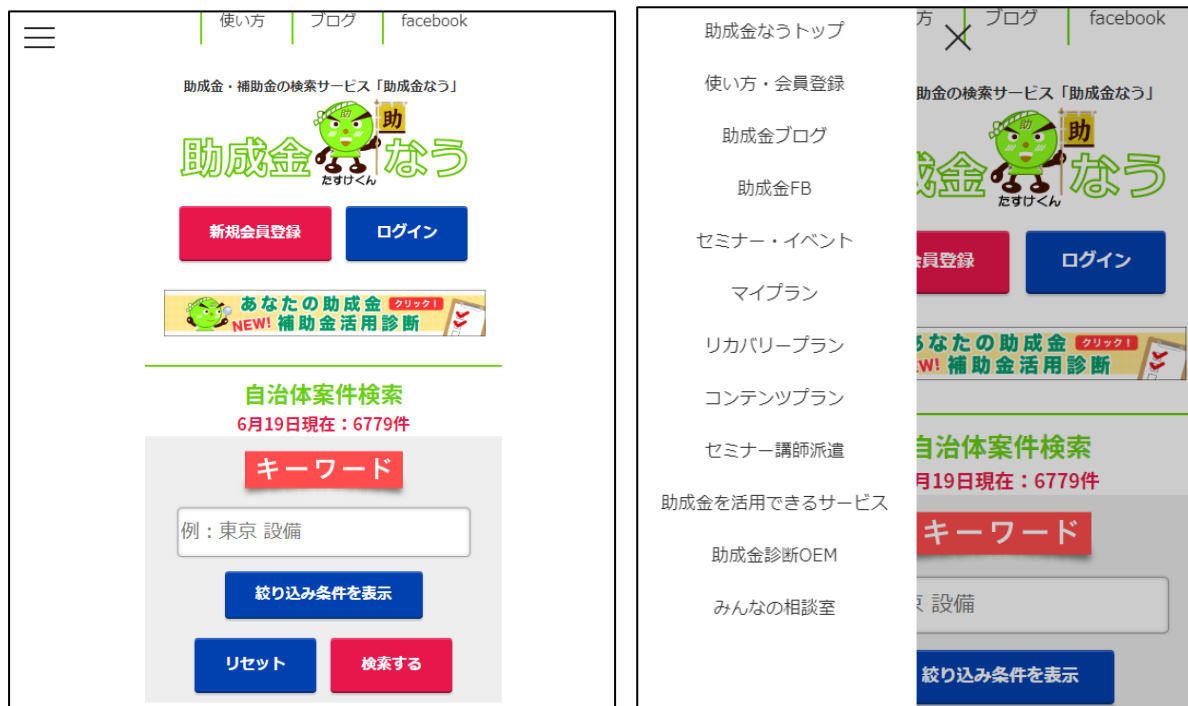 使い方
ブログ
facebook
助成金・補助金の検索サービス「助成金なう」
助
助
助成金
なう
たすけくん
新規会員登録
ログイン
あなたの助成金 クリック!
NEW! 補助金活用診断
自治体案件検索
6月19日現在:6779件
キーワード
例:東京 設備
絞り込み条件を表示
リセット
検索する
助成金なうトップ
使い方・会員登録
助成金ブログ
助成金FB
セミナー・イベント
マイプラン
リカバリープラン
コンテンツプラン
セミナー講師派遣
助成金を活用できるサービス
助成金診断OEM
みんなの相談室
方
ブログ
facebook
助金の検索サービス「助成金なう」
助
助
成金
なう
たすけくん
会員登録
ログイン
あなたの助成金 クリック!
EW! 補助金活用診断
自治体案件検索
月19日現在:6779件
キーワード
京 設備
絞り込み条件を表示